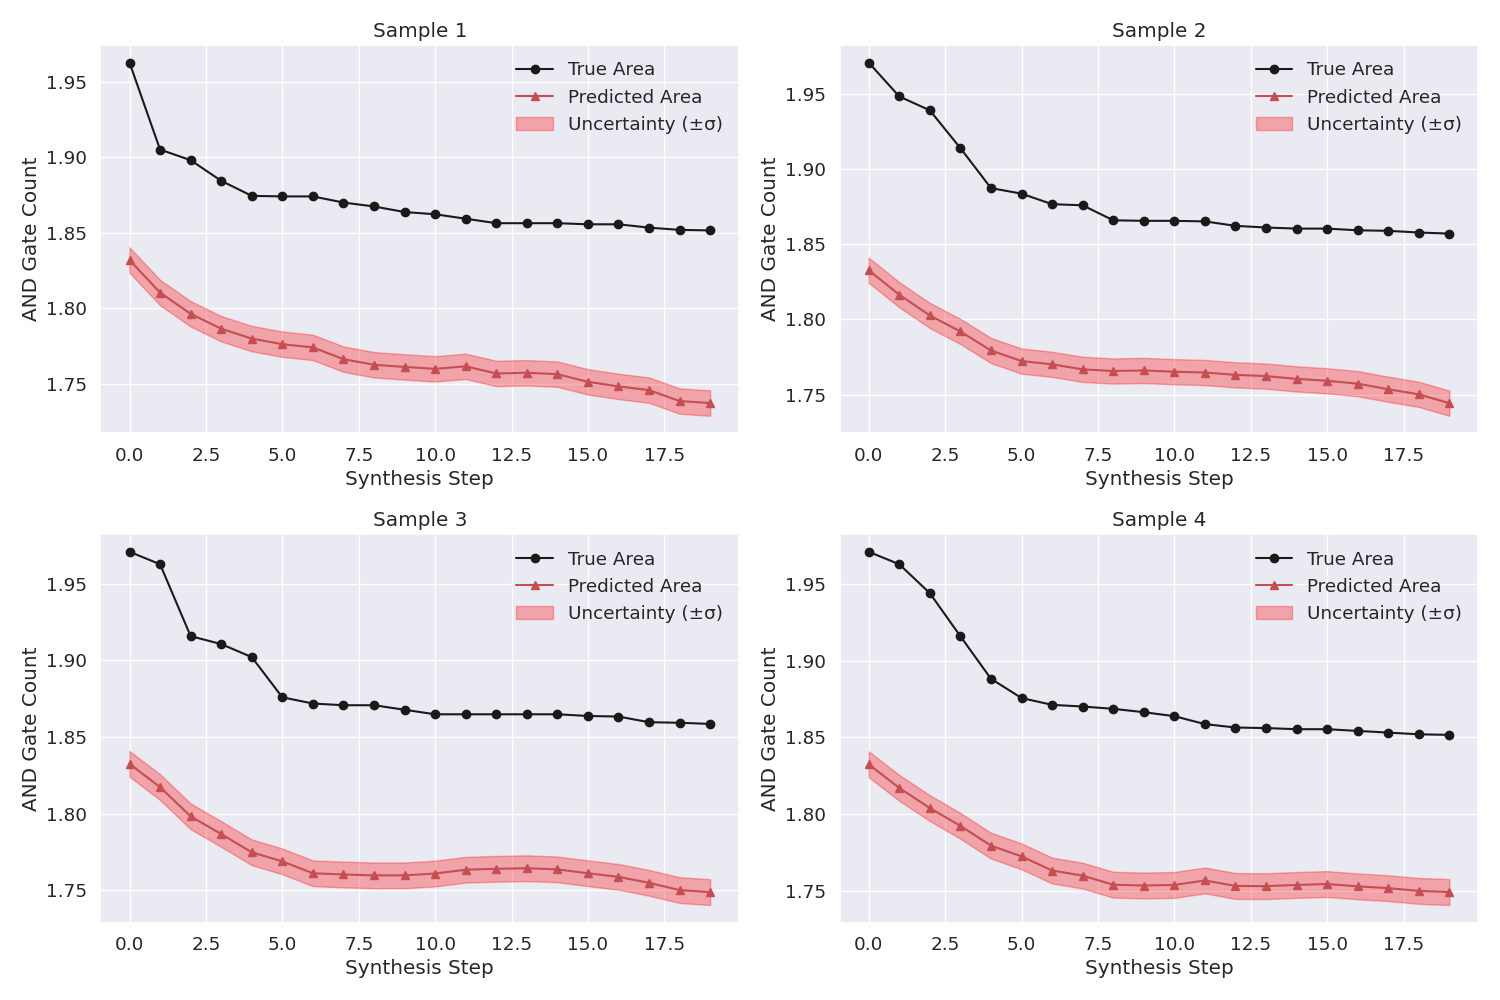 Sample 1
AND Gate Count
1.95
1.90
1.85
1.80
1.75
True Area
Predicted Area
Uncertainty (±σ)
0.0 2.5 5.0 7.5 10.0 12.5 15.0 17.5
Synthesis Step
Sample 2
AND Gate Count
1.95
1.90
1.85
1.80
1.75
True Area
Predicted Area
Uncertainty (±σ)
0.0 2.5 5.0 7.5 10.0 12.5 15.0 17.5
Synthesis Step
Sample 3
AND Gate Count
1.95
1.90
1.85
1.80
1.75
True Area
Predicted Area
Uncertainty (±σ)
0.0 2.5 5.0 7.5 10.0 12.5 15.0 17.5
Synthesis Step
Sample 4
AND Gate Count
1.95
1.90
1.85
1.80
1.75
True Area
Predicted Area
Uncertainty (±σ)
0.0 2.5 5.0 7.5 10.0 12.5 15.0 17.5
Synthesis Step